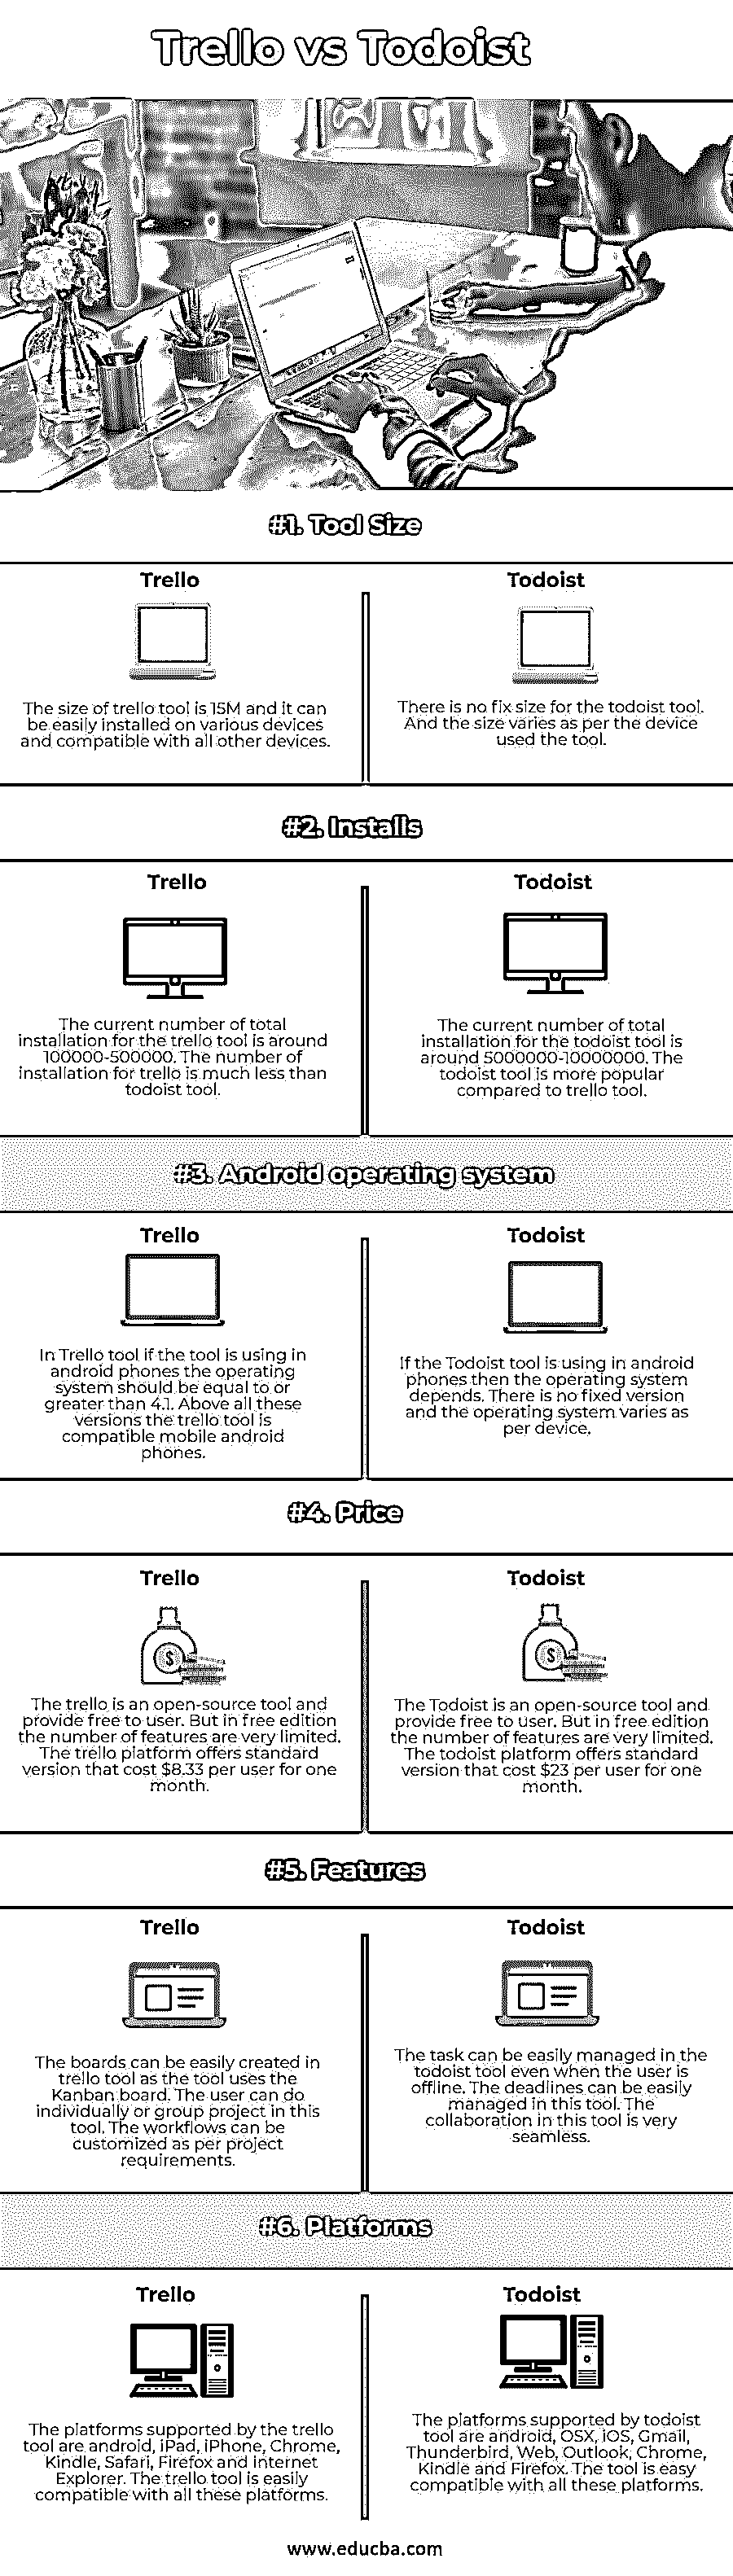 Trello vs Todoist
#1. Tool Size
Trello
The size of trello tool is 15M and it can
be easily installed on various devices
and compatible with all other devices.
Todoist
There is no fix size for the todoist tool.
And the size varies as per the device
used the tool.
#2. Installs
Trello
The current number of total
installation for the trello tool is around
100000-500000. The number of
installation for trello is much less than
todoist tool.
Todoist
The current number of total
installation for the todoist tool is
around 5000000-10000000. The
todoist tool is more popular
compared to trello tool.
#3. Android operating system
Trello
In Trello tool if the tool is using in
android phones the operating
system should be equal to or
greater than 4.1. Above all these
versions the trello tool is
compatible mobile android
phones.
Todoist
If the Todoist tool is using in android
phones then the operating system
depends. There is no fixed version
and the operating system varies as
per device.
#4. Price
Trello
The trello is an open-source tool and
provide free to user. But in free edition
the number of features are very limited.
The trello platform offers standard
version that cost $8.33 per user for one
month.
Todoist
The Todoist is an open-source tool and
provide free to user. But in free edition
the number of features are very limited.
The todoist platform offers standard
version that cost $23 per user for one
month.
#5. Features
Trello
The boards can be easily created in
trello tool as the tool uses the
Kanban board. The user can do
individually or group project in this
tool. The workflows can be
customized as per project
requirements.
Todoist
The task can be easily managed in the
todoist tool even when the user is
offline. The deadlines can be easily
managed in this tool. The
collaboration in this tool is very
seamless.
#6. Platforms
Trello
The platforms supported by the trello
tool are android, iPad, iPhone, Chrome,
Kindle, Safari, Firefox and Internet
Explorer. The trello tool is easily
compatible with all these platforms.
Todoist
The platforms supported by todoist
tool are android, OSX, iOS, Gmail,
Thunderbird, Web, Outlook, Chrome,
Kindle and Firefox. The tool is easy
compatible with all these platforms.
www.educba.com